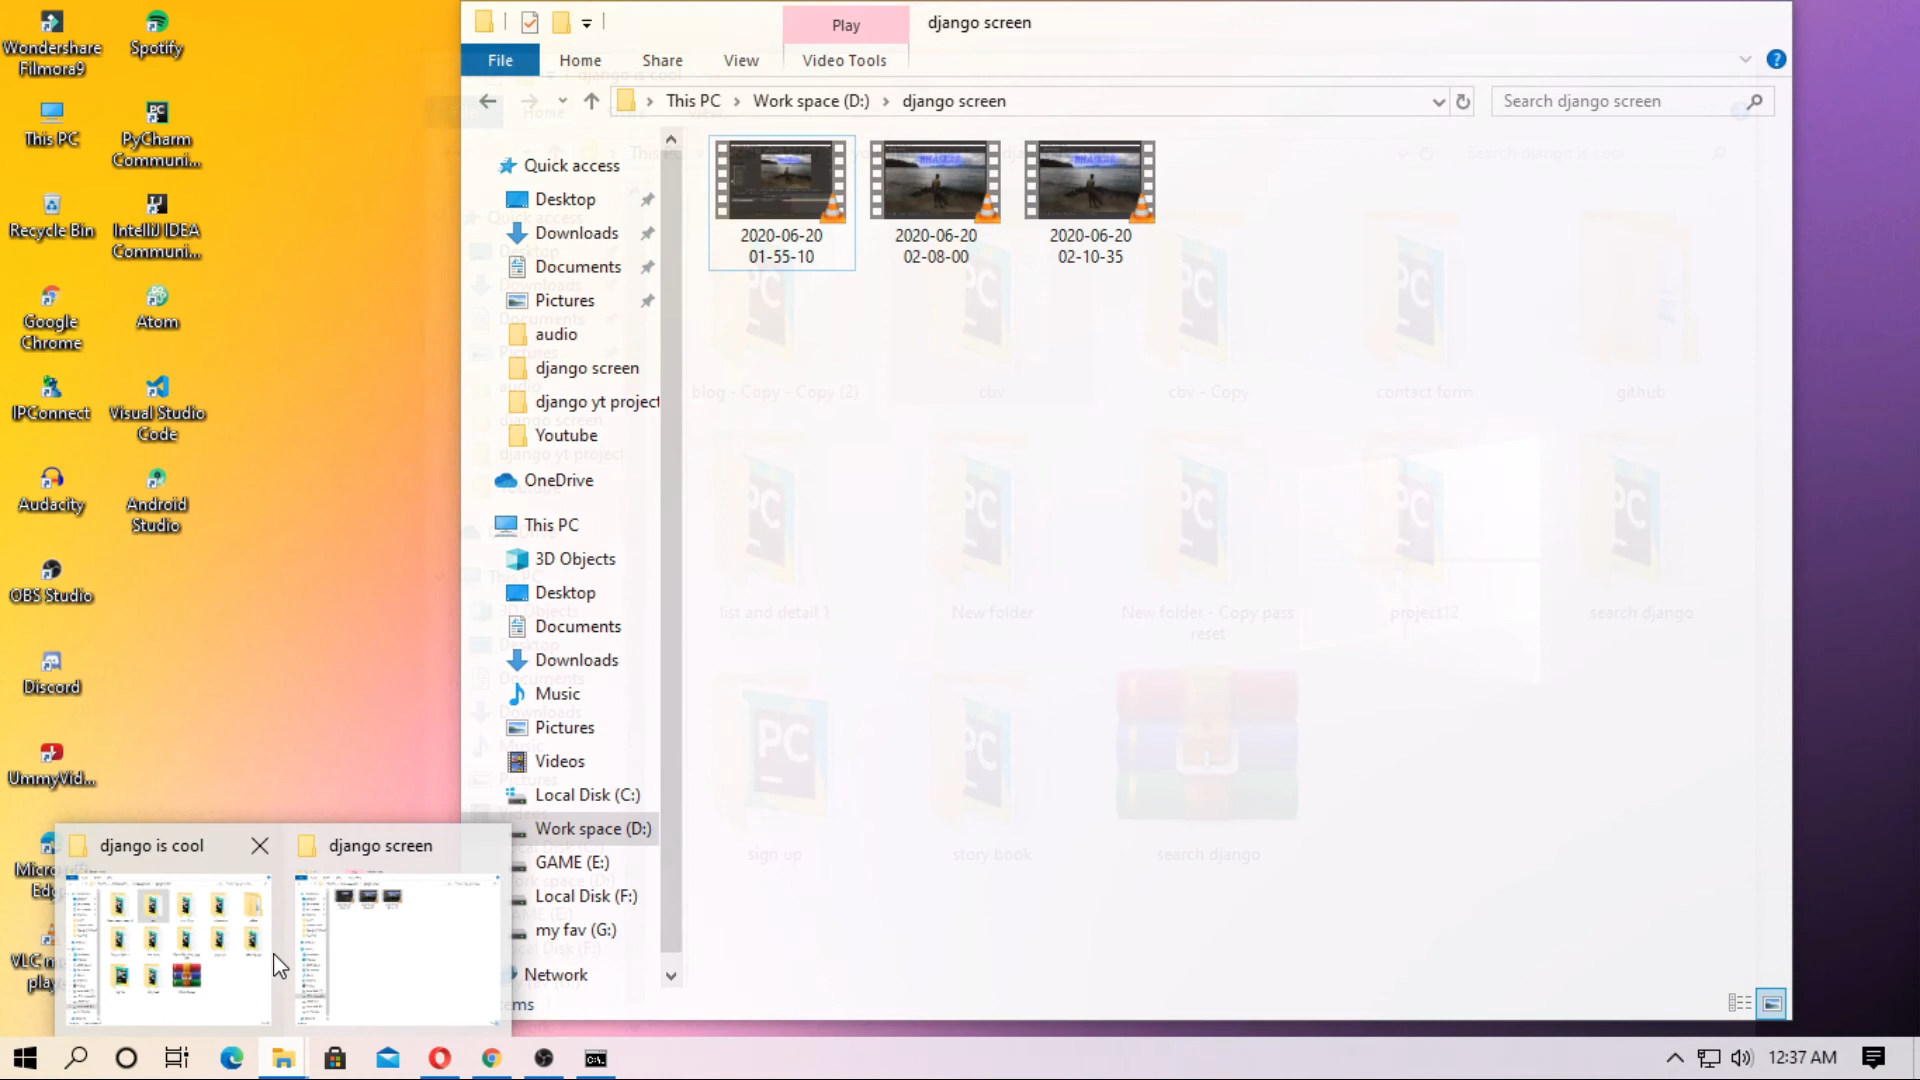 Wondershare
Filmora9
Spotify
This PC
PyCharm
Communi...
Recycle Bin
IntelliJ IDEA
Communi...
Google
Chrome
Atom
IPConnect
Visual Studio
Code
Audacity
Android
Studio
OBS Studio
Discord
UmmyVid...
Play
django screen
File
Home
Share
View
Video Tools
django is cool
This PC
Work space (D:)
django screen
Search django screen
Search django is cool
Quick access
Desktop
Downloads
Documents
Pictures
audio
django screen
django yt project
Youtube
OneDrive
This PC
3D Objects
Desktop
Documents
Downloads
Music
Pictures
Videos
Local Disk (C:)
Work space (D:)
GAME (E:)
Local Disk (F:)
my fav (G:)
Network
2020-06-20
01-55-10
2020-06-20
02-08-00
2020-06-20
02-10-35
blog - Copy - Copy (2)
cbv
cbv - Copy
contact form
github
list and detail 1
New folder
New folder - Copy pass
reset
project12
search django
sign up
story book
search django
django is cool
django screen
12:37 AM